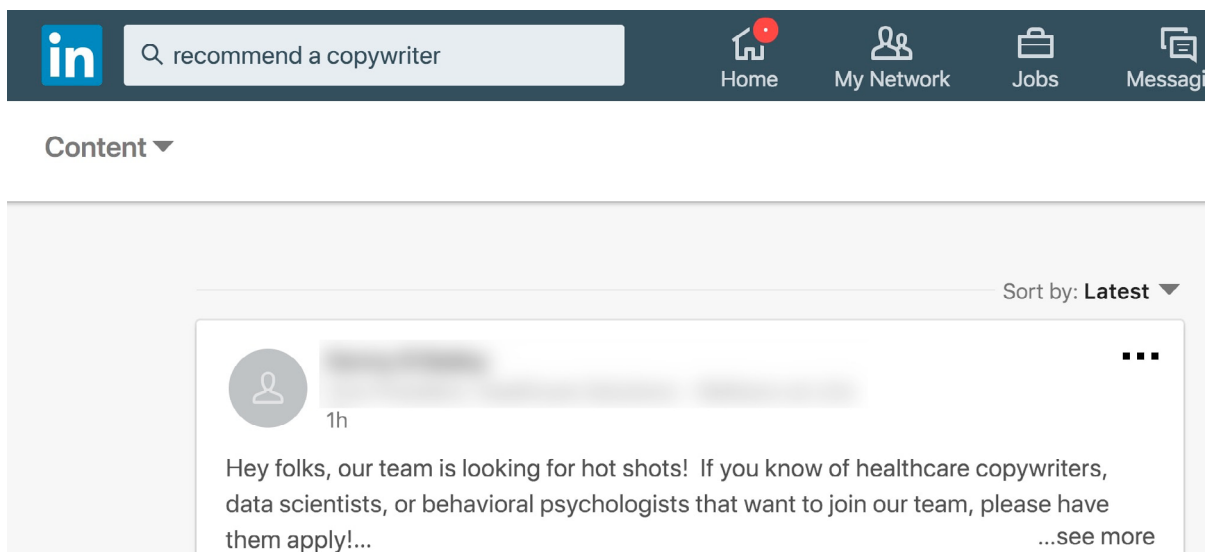 in
recommend a copywriter
Home
My Network
Jobs
Messagi
Content
Sort by: Latest
1h
Hey folks, our team is looking for hot shots!  If you know of healthcare copywriters,
data scientists, or behavioral psychologists that want to join our team, please have
them apply!...
...see more